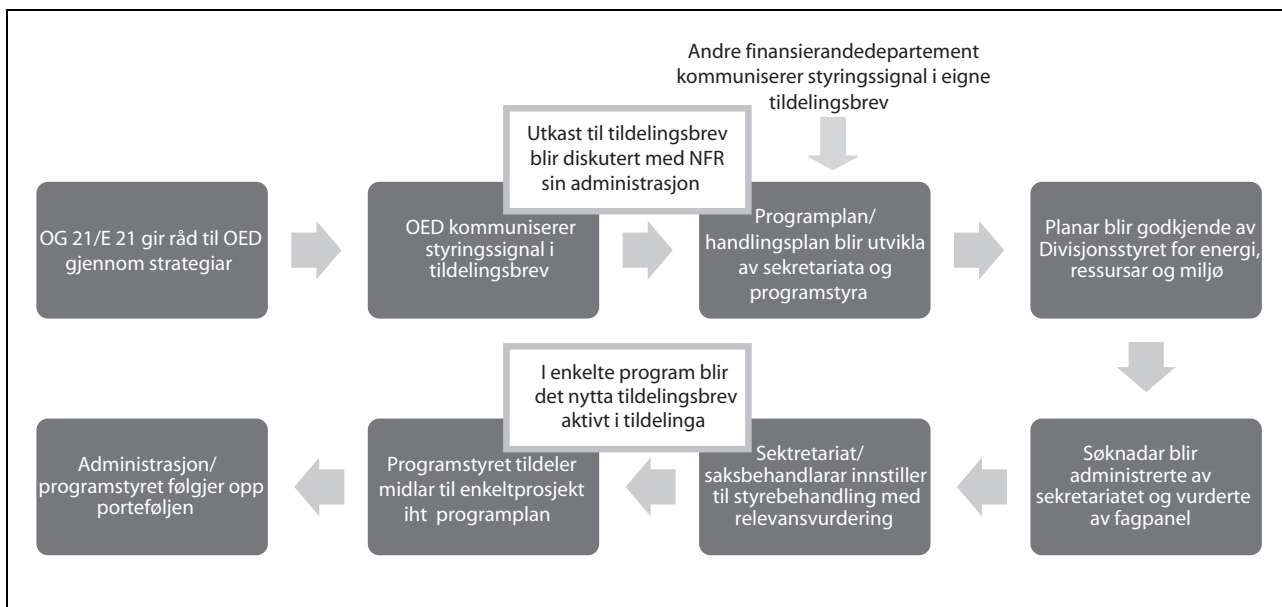 Andre finansierandedepartement
kommuniserer styringssignal i eigne
tildelingsbrev
Utkast til tildelingsbrev
blir diskutert med NFR
sin administrasjon
OG 21/E 21 gir råd til OED
gjennom strategiar
OED kommuniserer
styringssignal i
tildelingsbrev
Programplan/
handlingsplan blir utvikla
av sekretariata og
programstyra
Planar blir godkjende av
Divisjonsstyret for energi,
ressursar og miljø
I enkelte program blir
det nytta tildelingsbrev
aktivt i tildelinga
Søknadar blir
administrerte av
sekretariatet og vurderte
av fagpanel
Sektretariat/
saksbehandlarar innstiller
til styrebehandling med
relevansvurdering
Programstyret tildeler
midlar til enkeltprosjekt
iht programplan
Administrasjon/
programstyret følgjer opp
porteføljen